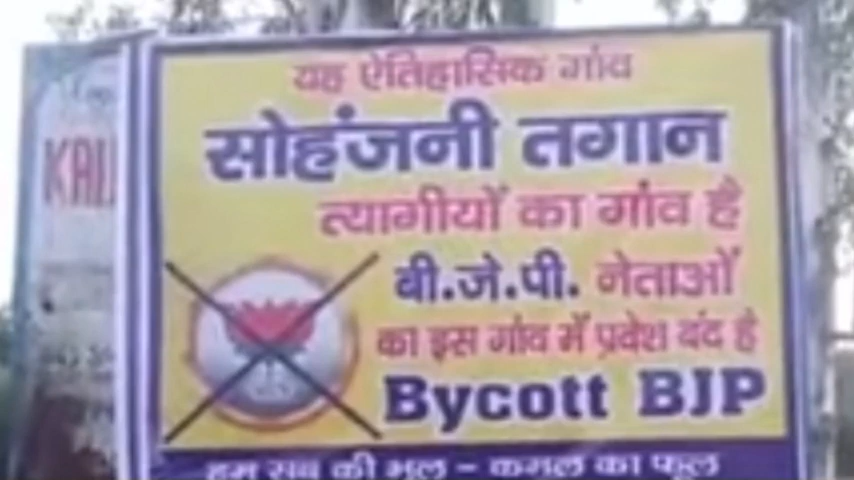 यह ऐतिहासिक गांव
सोहंजनी तगान
त्यागीयों का गांव है
बी.जे.पी. नेताओं
का इस गांव में प्रवेश बंद है
Bycott BJP
हम सब की भूल - कमल का फूल